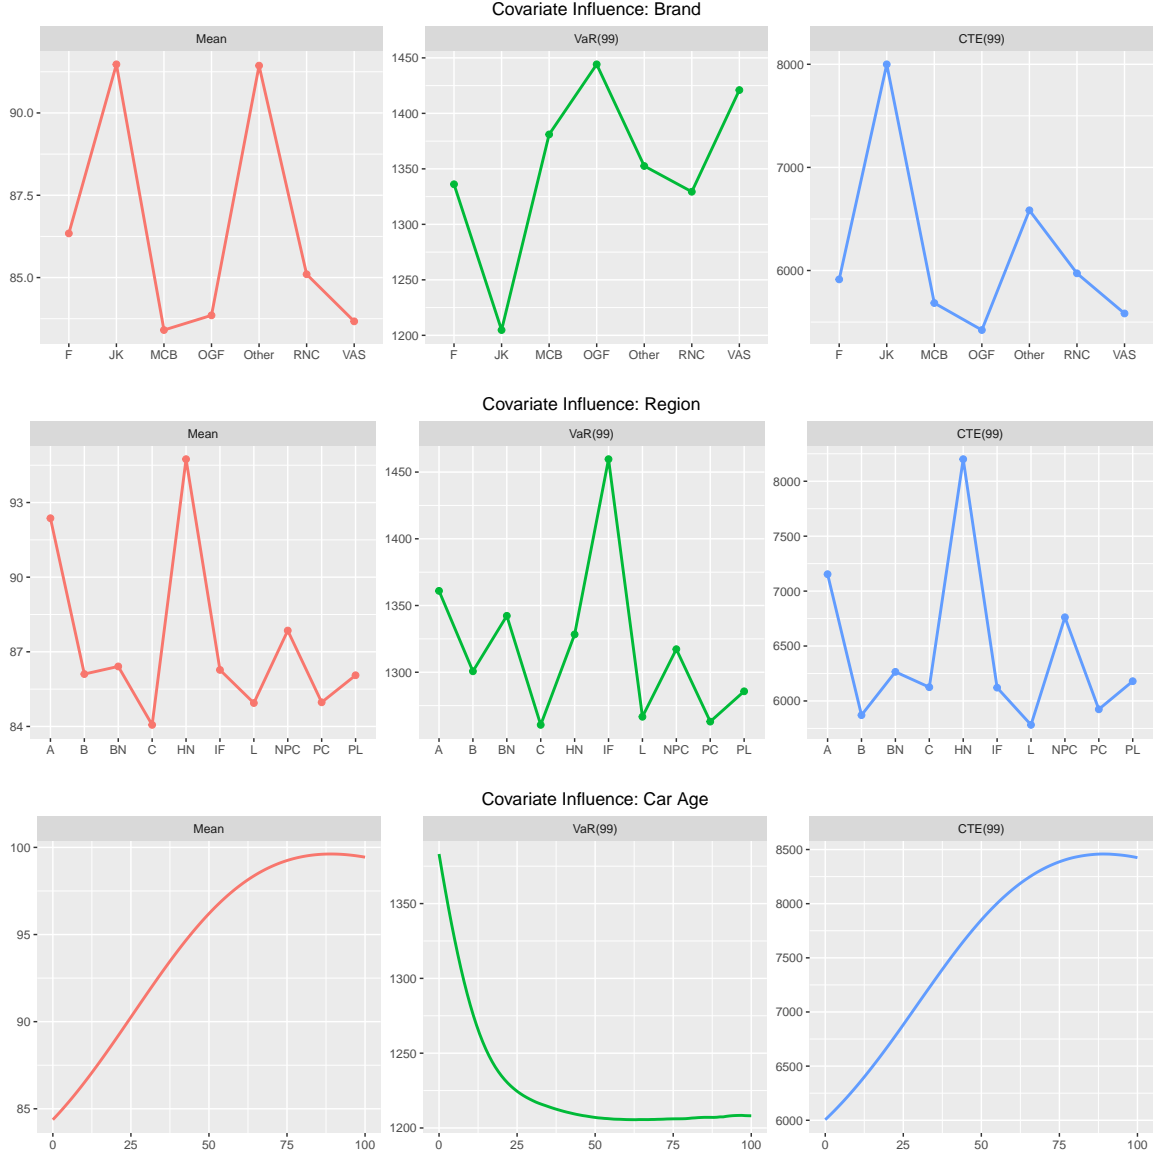 Covariate Influence: Brand
Mean
VaR(99)
CTE(99)
90.0
87.5
85.0
F JK MCB OGF Other RNC VAS
1450
1400
1350
1300
1250
1200
F JK MCB OGF Other RNC VAS
8000
7000
6000
F JK MCB OGF Other RNC VAS
Covariate Influence: Region
Mean
VaR(99)
CTE(99)
93
90
87
84
A B BN C HN IF L NPC PC PL
1450
1400
1350
1300
A B BN C HN IF L NPC PC PL
8000
7500
7000
6500
6000
A B BN C HN IF L NPC PC PL
Covariate Influence: Car Age
Mean
VaR(99)
CTE(99)
100
95
90
85
0 25 50 75 100
1350
1300
1250
1200
0 25 50 75 100
8500
8000
7500
7000
6500
6000
0 25 50 75 100